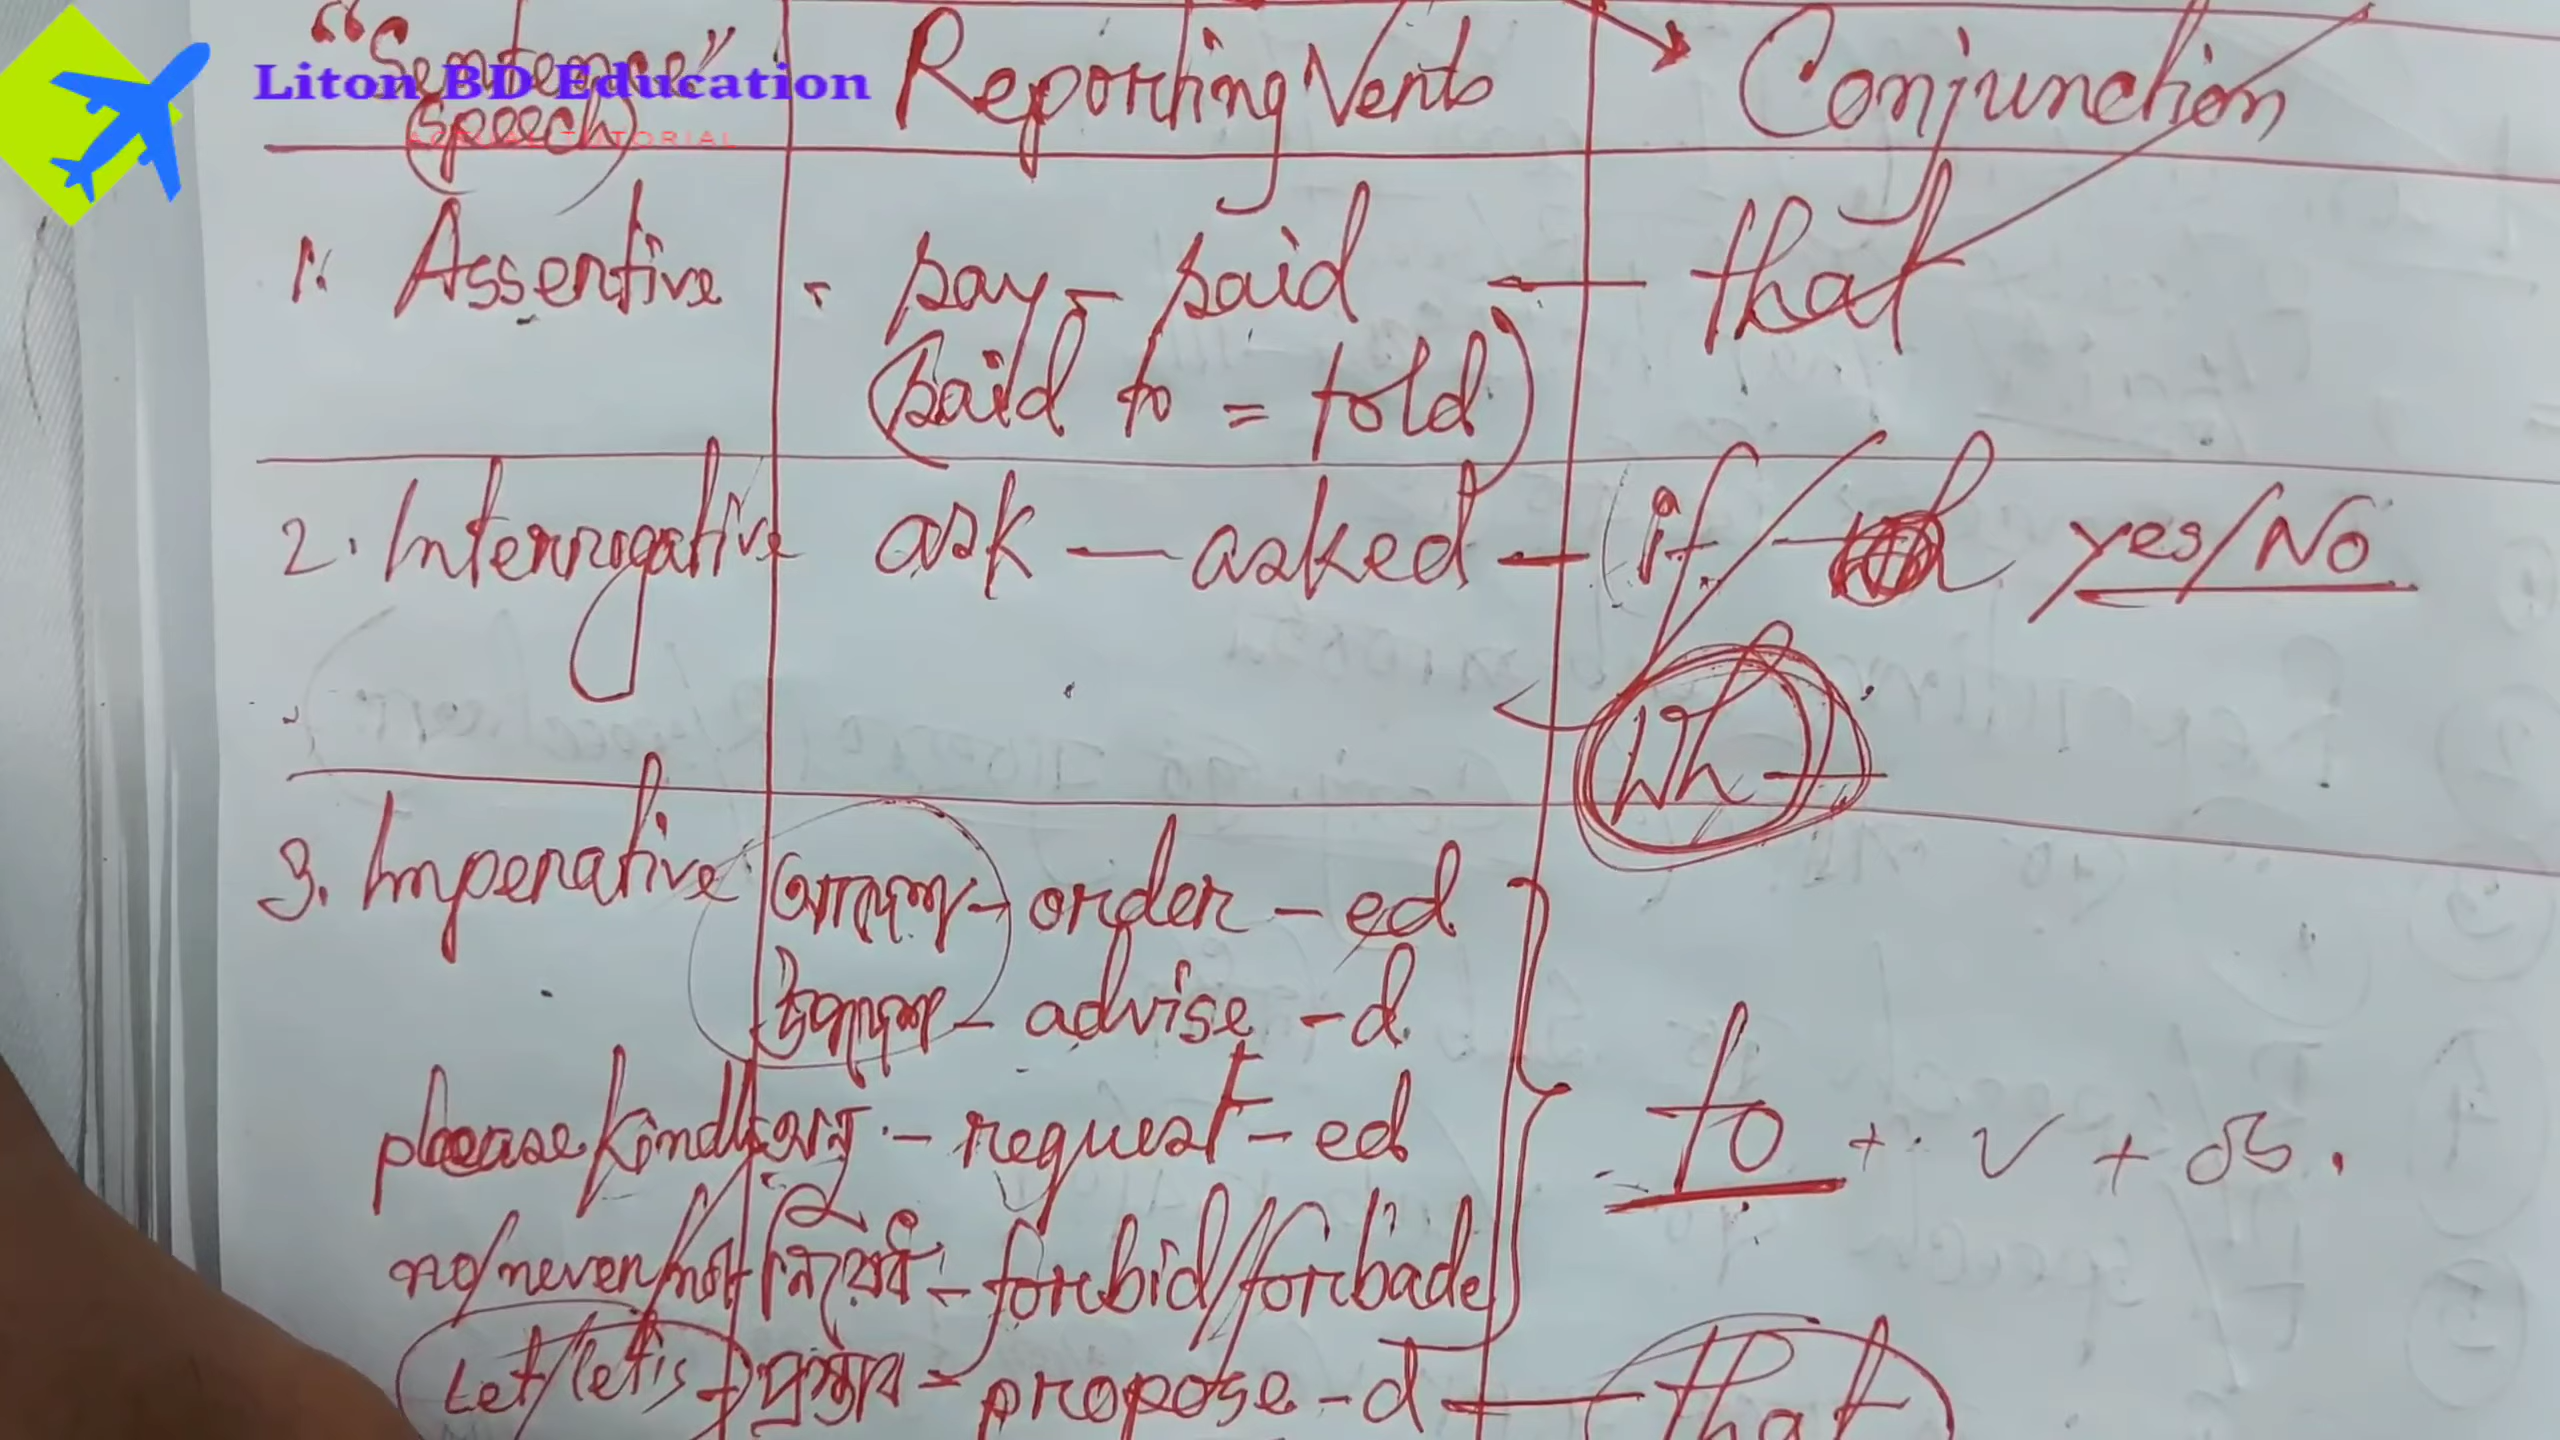 "Sentence" Reporting Verb Conjunction
Speech
Liton BD Education
TUTORIAL
1. Assertive - say - said - that
(said to = told)
2. Interrogative ask - asked - (if / yes/No
Wh -
3. Imperative আদেশ - order - ed
উপদেশ - advise - d
please/kindly অনু: - request - ed to + v + অন্য.
no/never/not নিষেধ - forbid/forbade
Let/let's - প্রস্তাব - propose - d - that